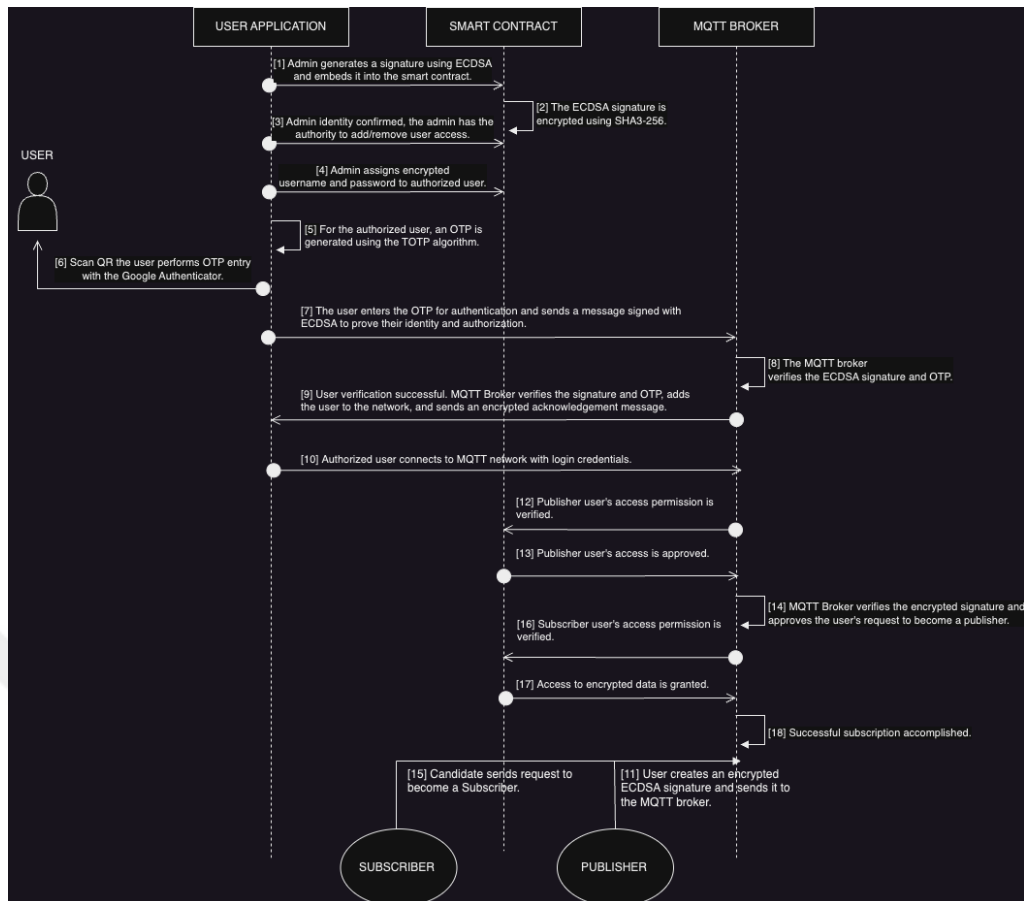 USER APPLICATION
SMART CONTRACT
MQTT BROKER
[1] Admin generates a signature using ECDSA
and embeds it into the smart contract.
[2] The ECDSA signature is
encrypted using SHA3-256.
[3] Admin identity confirmed, the admin has the
authority to add/remove user access.
USER
[4] Admin assigns encrypted
username and password to authorized user.
[5] For the authorized user, an OTP is
generated using the TOTP algorithm.
[6] Scan QR the user performs OTP entry
with the Google Authenticator.
[7] The user enters the OTP for authentication and sends a message signed with
ECDSA to prove their identity and authorization.
[8] The MQTT broker
verifies the ECDSA signature and OTP.
[9] User verification successful. MQTT Broker verifies the signature and OTP, adds
the user to the network, and sends an encrypted acknowledgement message.
[10] Authorized user connects to MQTT network with login credentials.
[12] Publisher user's access permission is
verified.
[13] Publisher user's access is approved.
[14] MQTT Broker verifies the encrypted signature and
approves the user's request to become a publisher.
[16] Subscriber user's access permission is
verified.
[17] Access to encrypted data is granted.
[18] Successful subscription accomplished.
[15] Candidate sends request to
become a Subscriber.
[11] User creates an encrypted
ECDSA signature and sends it to
the MQTT broker.
SUBSCRIBER
PUBLISHER